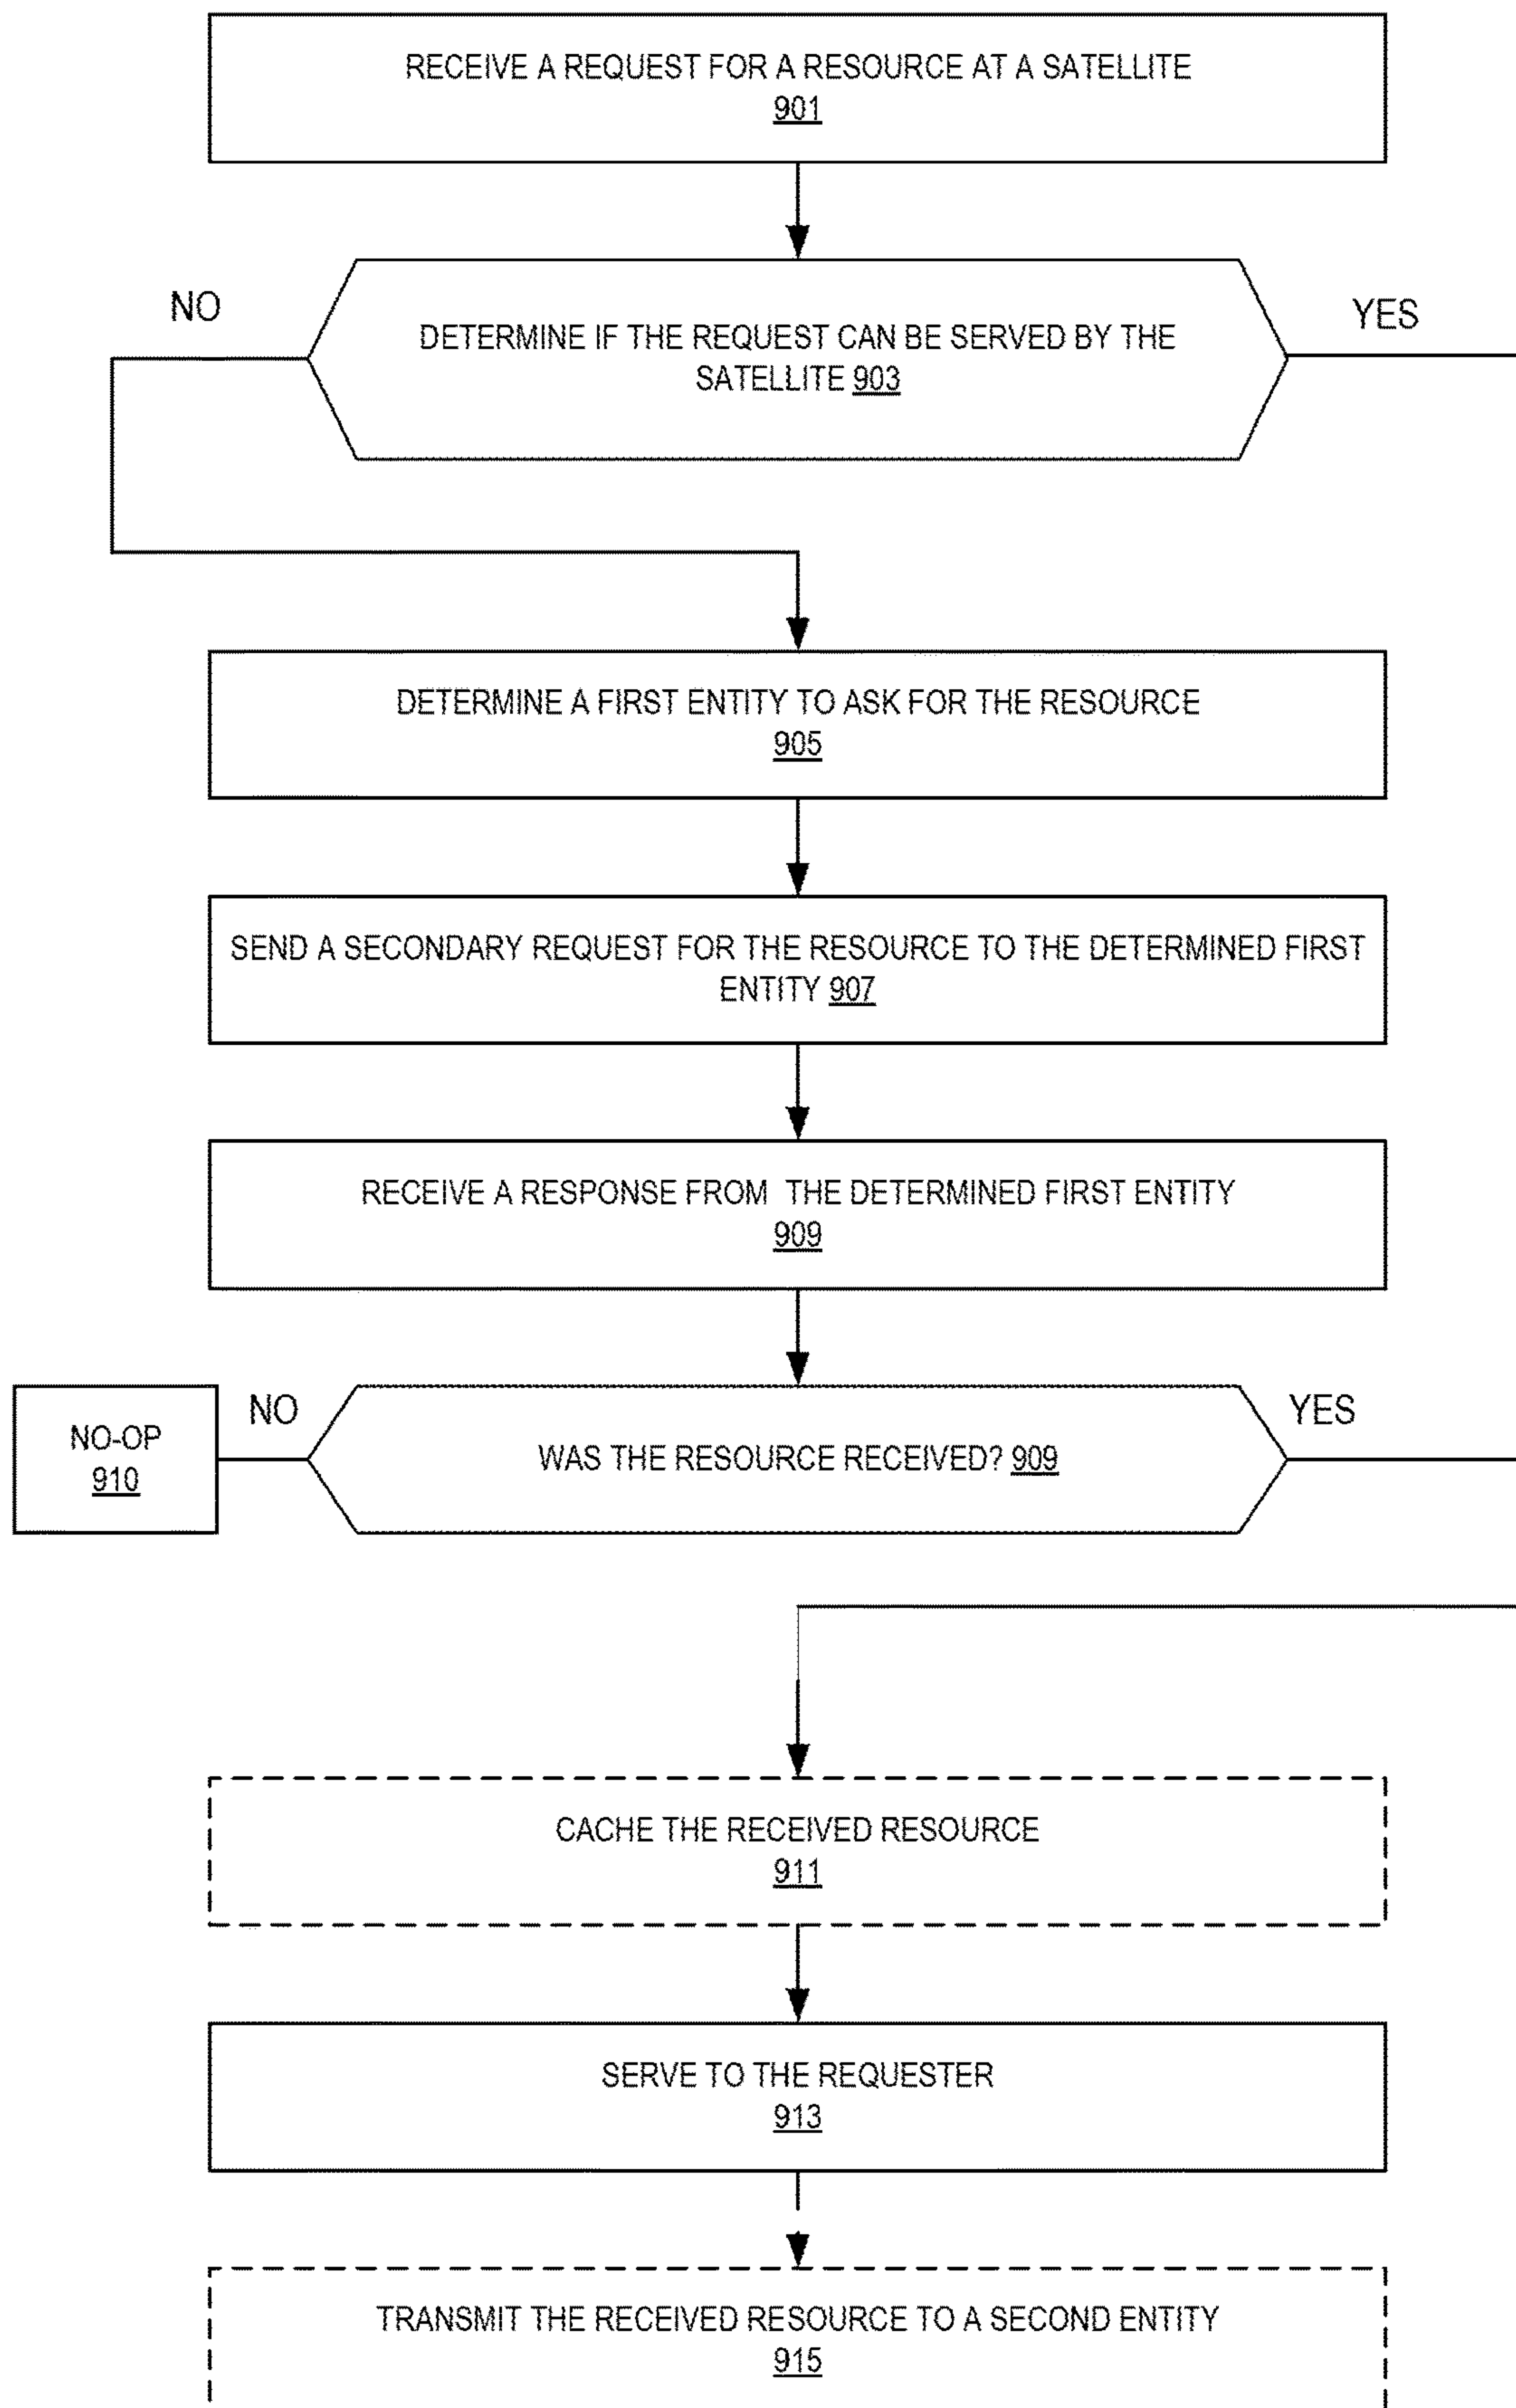 RECEIVE A REQUEST FOR A RESOURCE AT A SATELLITE
901
NO
YES
DETERMINE IF THE REQUEST CAN BE SERVED BY THE
SATELLITE 903
DETERMINE A FIRST ENTITY TO ASK FOR THE RESOURCE
905
SEND A SECONDARY REQUEST FOR THE RESOURCE TO THE DETERMINED FIRST
ENTITY 907
RECEIVE A RESPONSE FROM THE DETERMINED FIRST ENTITY
909
NO-OP
910
NO
WAS THE RESOURCE RECEIVED? 909
YES
CACHE THE RECEIVED RESOURCE
911
SERVE TO THE REQUESTER
913
TRANSMIT THE RECEIVED RESOURCE TO A SECOND ENTITY
915